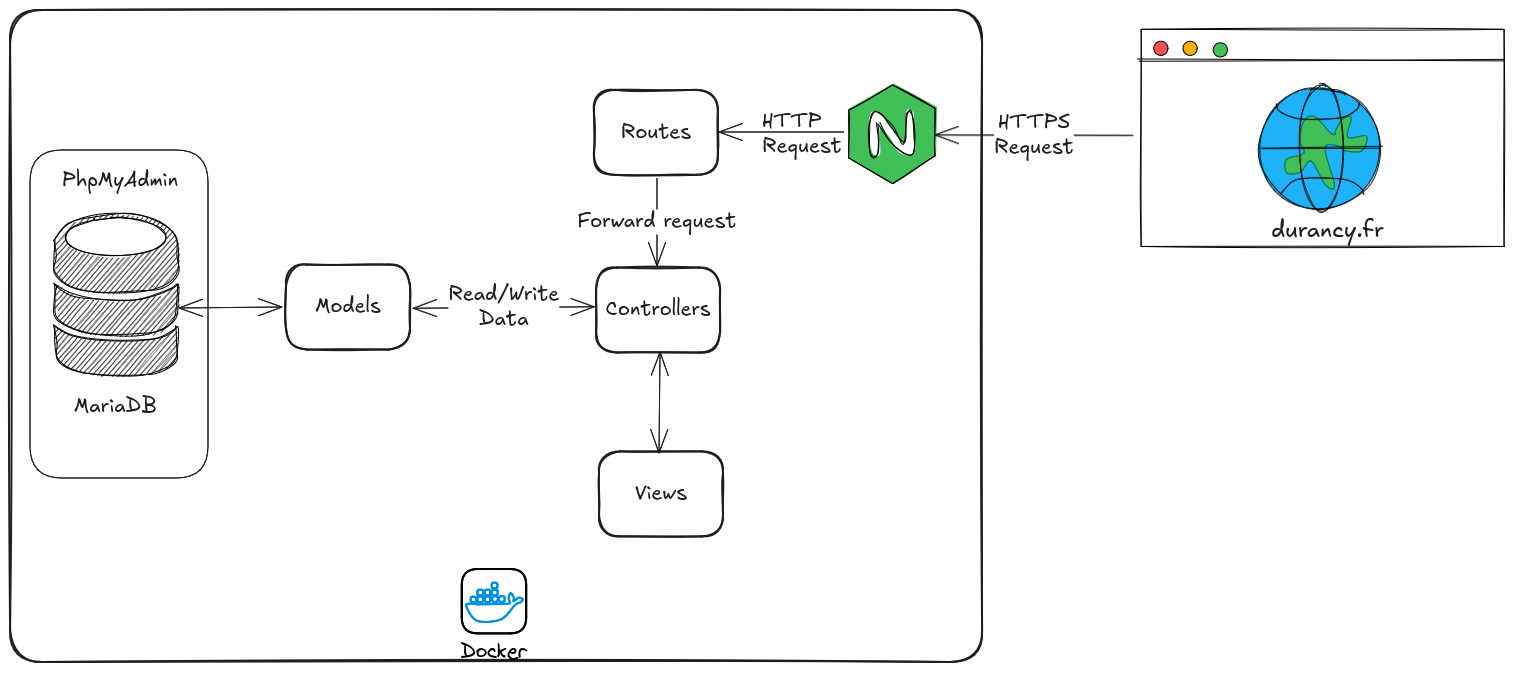 PhpMyAdmin
MariaDB
Models
Read/Write
Data
Routes
Forward request
Controllers
Views
HTTP
Request
N
HTTPS
Request
durancy.fr
Docker